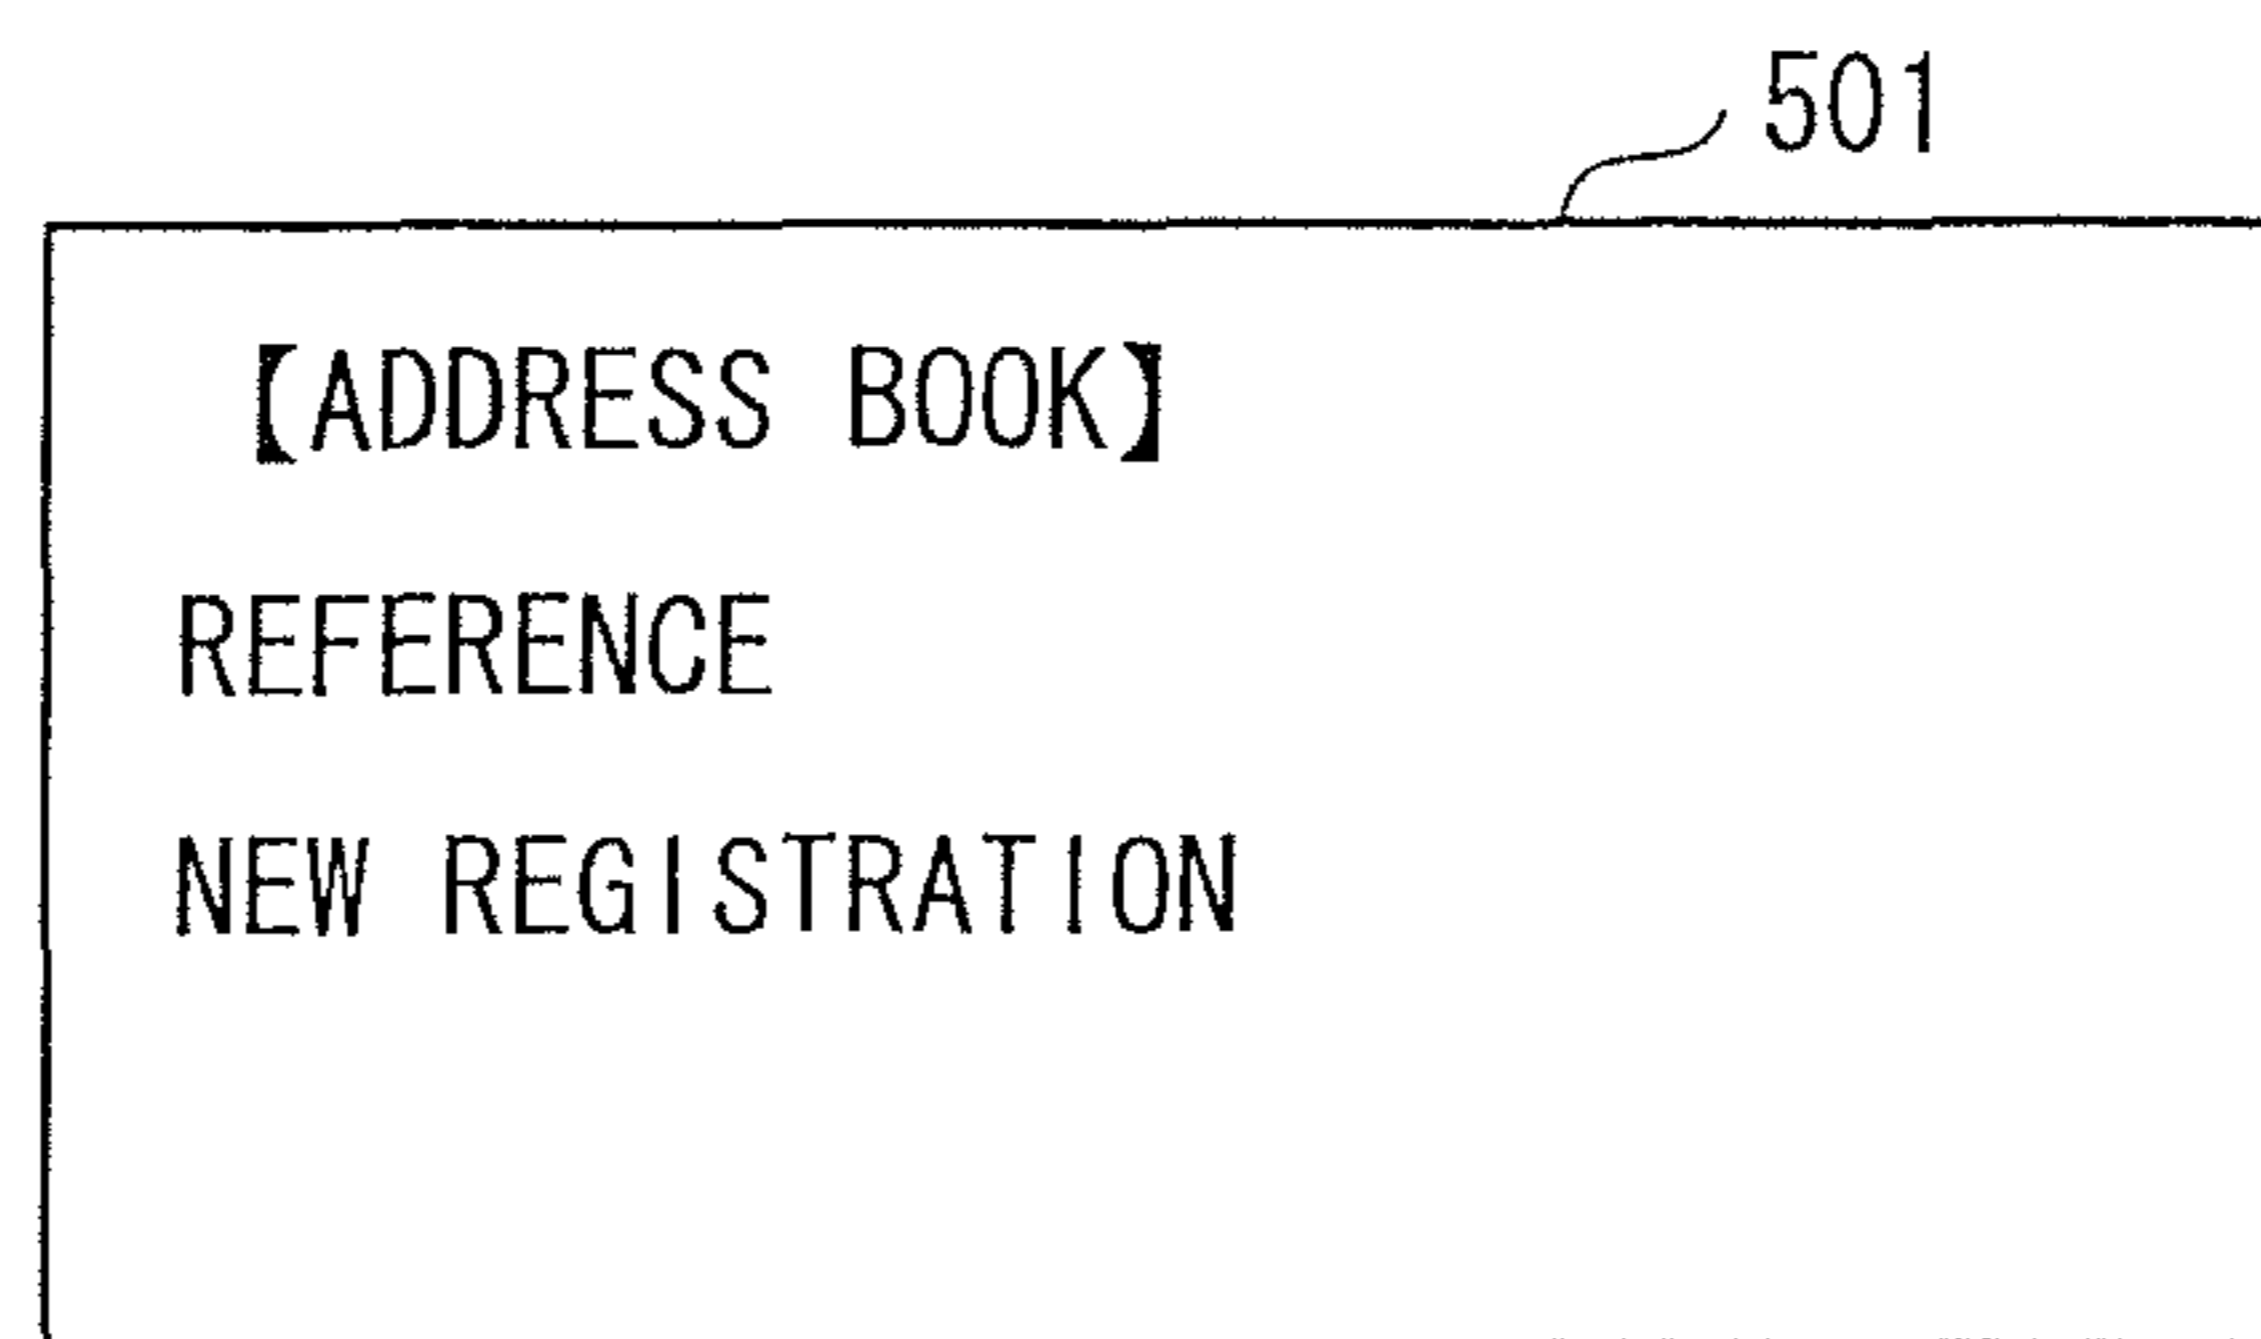 501
【ADDRESS BOOK】
REFERENCE
NEW REGISTRATION